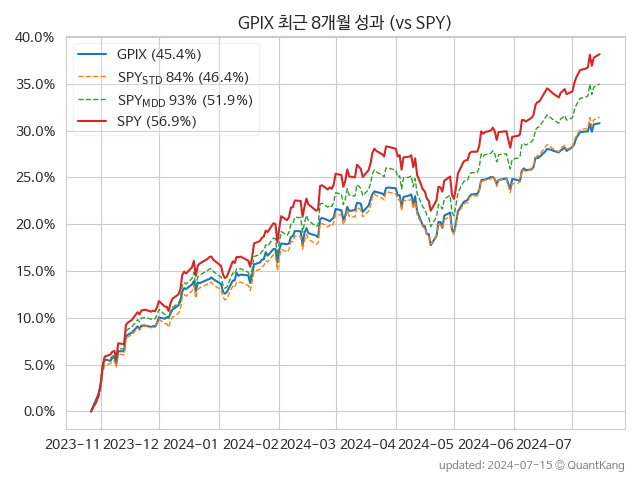 GPIX 최근 8개월 성과 (vs SPY)
40.0%
35.0%
30.0%
25.0%
20.0%
15.0%
10.0%
5.0%
0.0%
GPIX (45.4%)
SPY_STD 84% (46.4%)
SPY_MDD 93% (51.9%)
SPY (56.9%)
2023-11 2023-12 2024-01 2024-02 2024-03 2024-04 2024-05 2024-06 2024-07
updated: 2024-07-15 © QuantKang